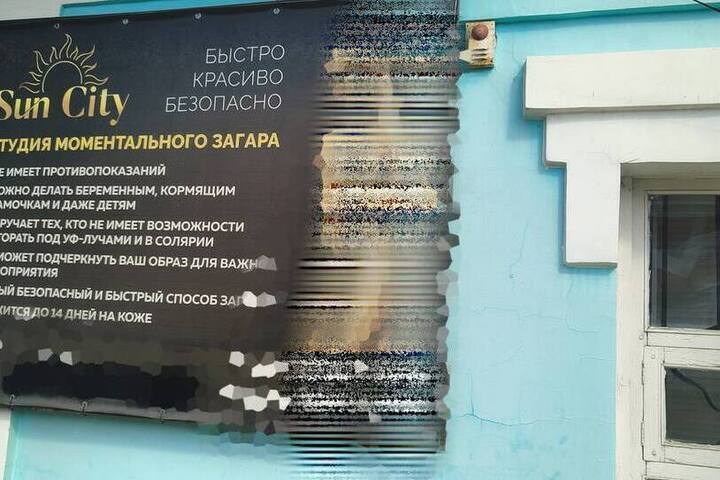 БЫСТРО
КРАСИВО
БЕЗОПАСНО
Sun City
ТУДИЯ МОМЕНТАЛЬНОГО ЗАГАРА
Е ИМЕЕТ ПРОТИВОПОКАЗАНИЙ
ОЖНО ДЕЛАТЬ БЕРЕМЕННЫМ, КОРМЯЩИМ
АМОЧКАМ И ДАЖЕ ДЕТЯМ
РУЧАЕТ ТЕХ, КТО НЕ ИМЕЕТ ВОЗМОЖНОСТИ
ГОРАТЬ ПОД УФ-ЛУЧАМИ И В СОЛЯРИИ
МОЖЕТ ПОДЧЕРКНУТЬ ВАШ ОБРАЗ ДЛЯ ВАЖН
ОПРИЯТИЯ
ЫЙ БЕЗОПАСНЫЙ И БЫСТРЫЙ СПОСОБ ЗАГ
ЖИТСЯ ДО 14 ДНЕЙ НА КОЖЕ